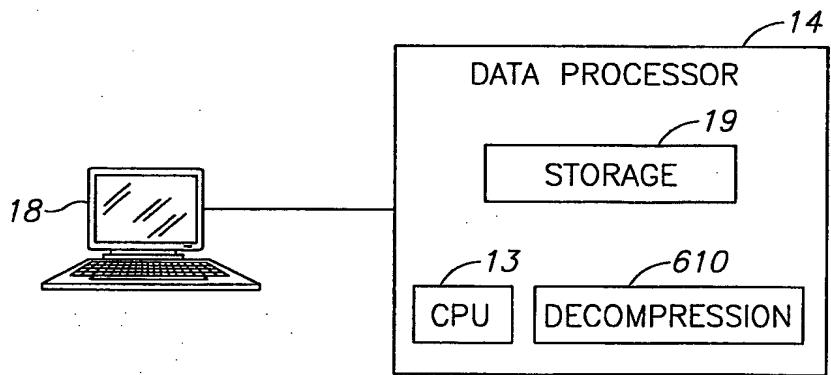 14
DATA PROCESSOR
19
STORAGE
18
13
610
CPU
DECOMPRESSION